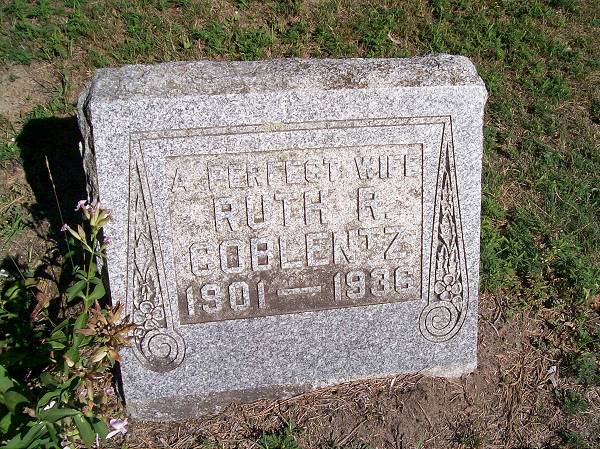 A PERFECT WIFE
RUTH R.
COBLENTZ
1901 — 1936